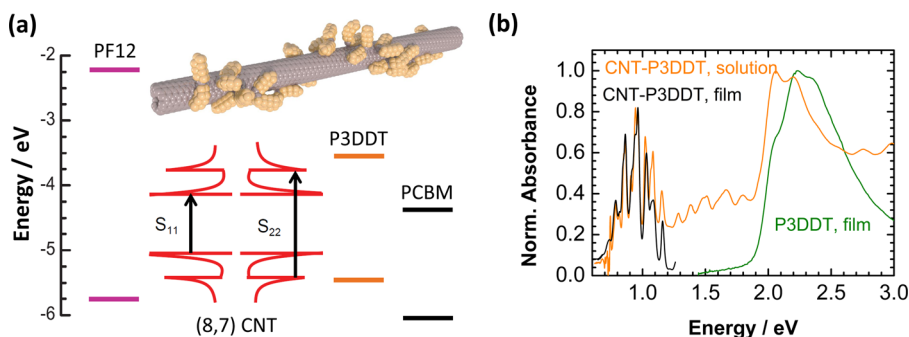 (a)
PF12
Energy / eV
-2
-3
-4
-5
-6
S11
S22
(8,7) CNT
P3DDT
PCBM
(b)
Norm. Absorbance
1.0
0.8
0.6
0.4
0.2
0.0
CNT-P3DDT, solution
CNT-P3DDT, film
P3DDT, film
1.0 1.5 2.0 2.5 3.0
Energy / eV